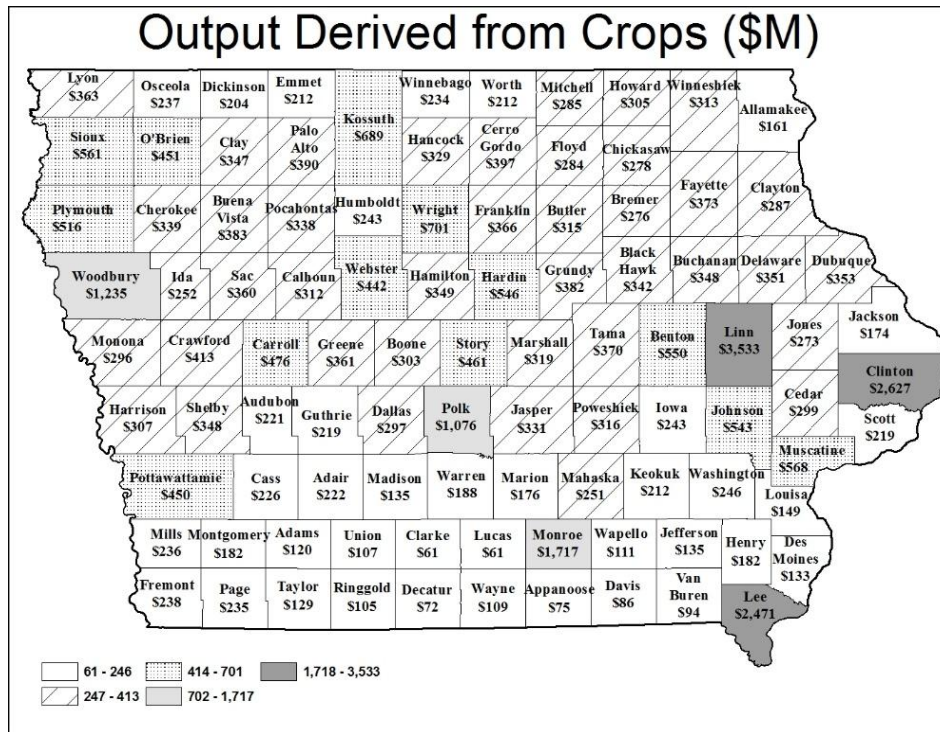 Output Derived from Crops ($M)
Lyon
$363
Osceola
$237
Dickinson
$204
Emmet
$212
Kossuth
$689
Winnebago
$234
Worth
$212
Mitchell
$285
Howard
$305
Winneshiek
$313
Allamakee
$161
Sioux
$561
O'Brien
$451
Clay
$347
Palo
Alto
$390
Hancock
$329
Cerro
Gordo
$397
Floyd
$284
Chickasaw
$278
Fayette
$373
Clayton
$287
Plymouth
$516
Cherokee
$339
Buena
Vista
$383
Pocahontas
$338
Humboldt
$243
Wright
$701
Franklin
$366
Butler
$315
Bremer
$276
Woodbury
$1,235
Ida
$252
Sac
$360
Calhoun
$312
Webster
$442
Hamilton
$349
Hardin
$546
Grundy
$382
Black
Hawk
$342
Buchanan
$348
Delaware
$351
Dubuque
$353
Monona
$296
Crawford
$413
Carroll
$476
Greene
$361
Boone
$303
Story
$461
Marshall
$319
Tama
$370
Benton
$550
Linn
$3,533
Jones
$273
Jackson
$174
Clinton
$2,627
Harrison
$307
Shelby
$348
Audubon
$221
Guthrie
$219
Dallas
$297
Polk
$1,076
Jasper
$331
Poweshiek
$316
Iowa
$243
Johnson
$543
Cedar
$299
Scott
$219
Muscatine
$568
Pottawattamie
$450
Cass
$226
Adair
$222
Madison
$135
Warren
$188
Marion
$176
Mahaska
$251
Keokuk
$212
Washington
$246
Louisa
$149
Mills
$236
Montgomery
$182
Adams
$120
Union
$107
Clarke
$61
Lucas
$61
Monroe
$1,717
Wapello
$111
Jefferson
$135
Henry
$182
Des
Moines
$133
Fremont
$238
Page
$235
Taylor
$129
Ringgold
$105
Decatur
$72
Wayne
$109
Appanoose
$75
Davis
$86
Van
Buren
$94
Lee
$2,471
61 - 246
414 - 701
1,718 - 3,533
247 - 413
702 - 1,717